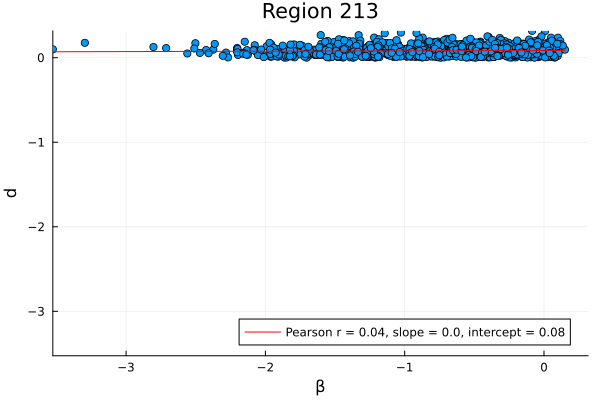 Region 213
d
0
−1
−2
−3
Pearson r = 0.04, slope = 0.0, intercept = 0.08
−3
−2
−1
0
β